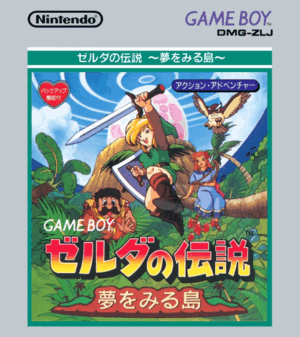 Nintendo
GAME BOY
DMG-ZLJ
ゼルダの伝説 ～夢をみる島～
バックアップ
機能付
アクション・アドベンチャー
GAME BOY
ゼルダの伝説
夢をみる島